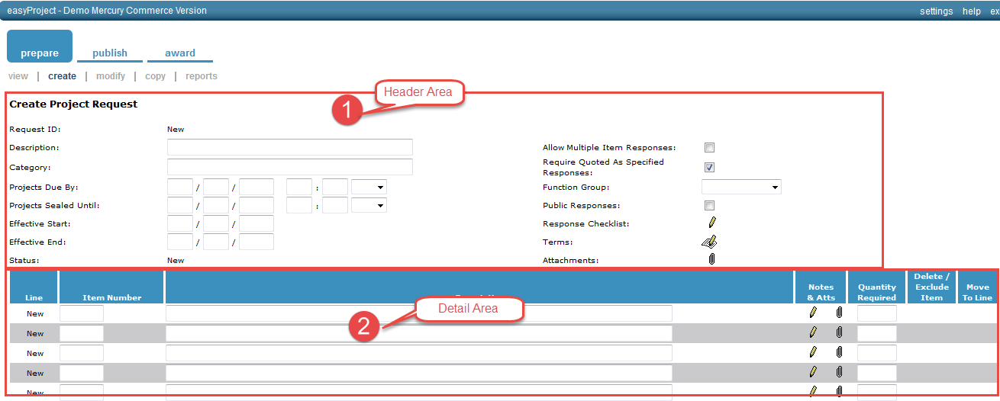 easyProject - Demo Mercury Commerce Version
settings help
prepare publish award
view | create | modify | copy | reports
Header Area
1
Create Project Request
Request ID: New
Description: Allow Multiple Item Responses:
Category: Require Quoted As Specified
Responses:
Projects Due By: / / : Function Group:
Projects Sealed Until: / / : Public Responses:
Effective Start: / / Response Checklist:
Effective End: / / Terms:
Status: New Attachments:
Line Item Number Notes & Atts Quantity Required Delete / Exclude Item Move To Line
Detail Area
2
New
New
New
New
New